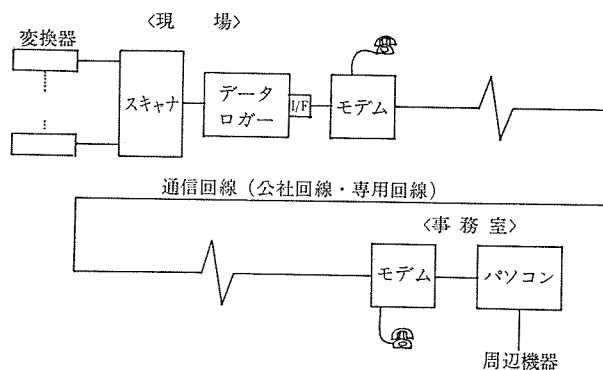 〈現 場〉
変換器
スキャナ
データ
ロガー
I/F
モデム
通信回線（公社回線・専用回線）
〈事 務 室〉
モデム
パソコン
周辺機器